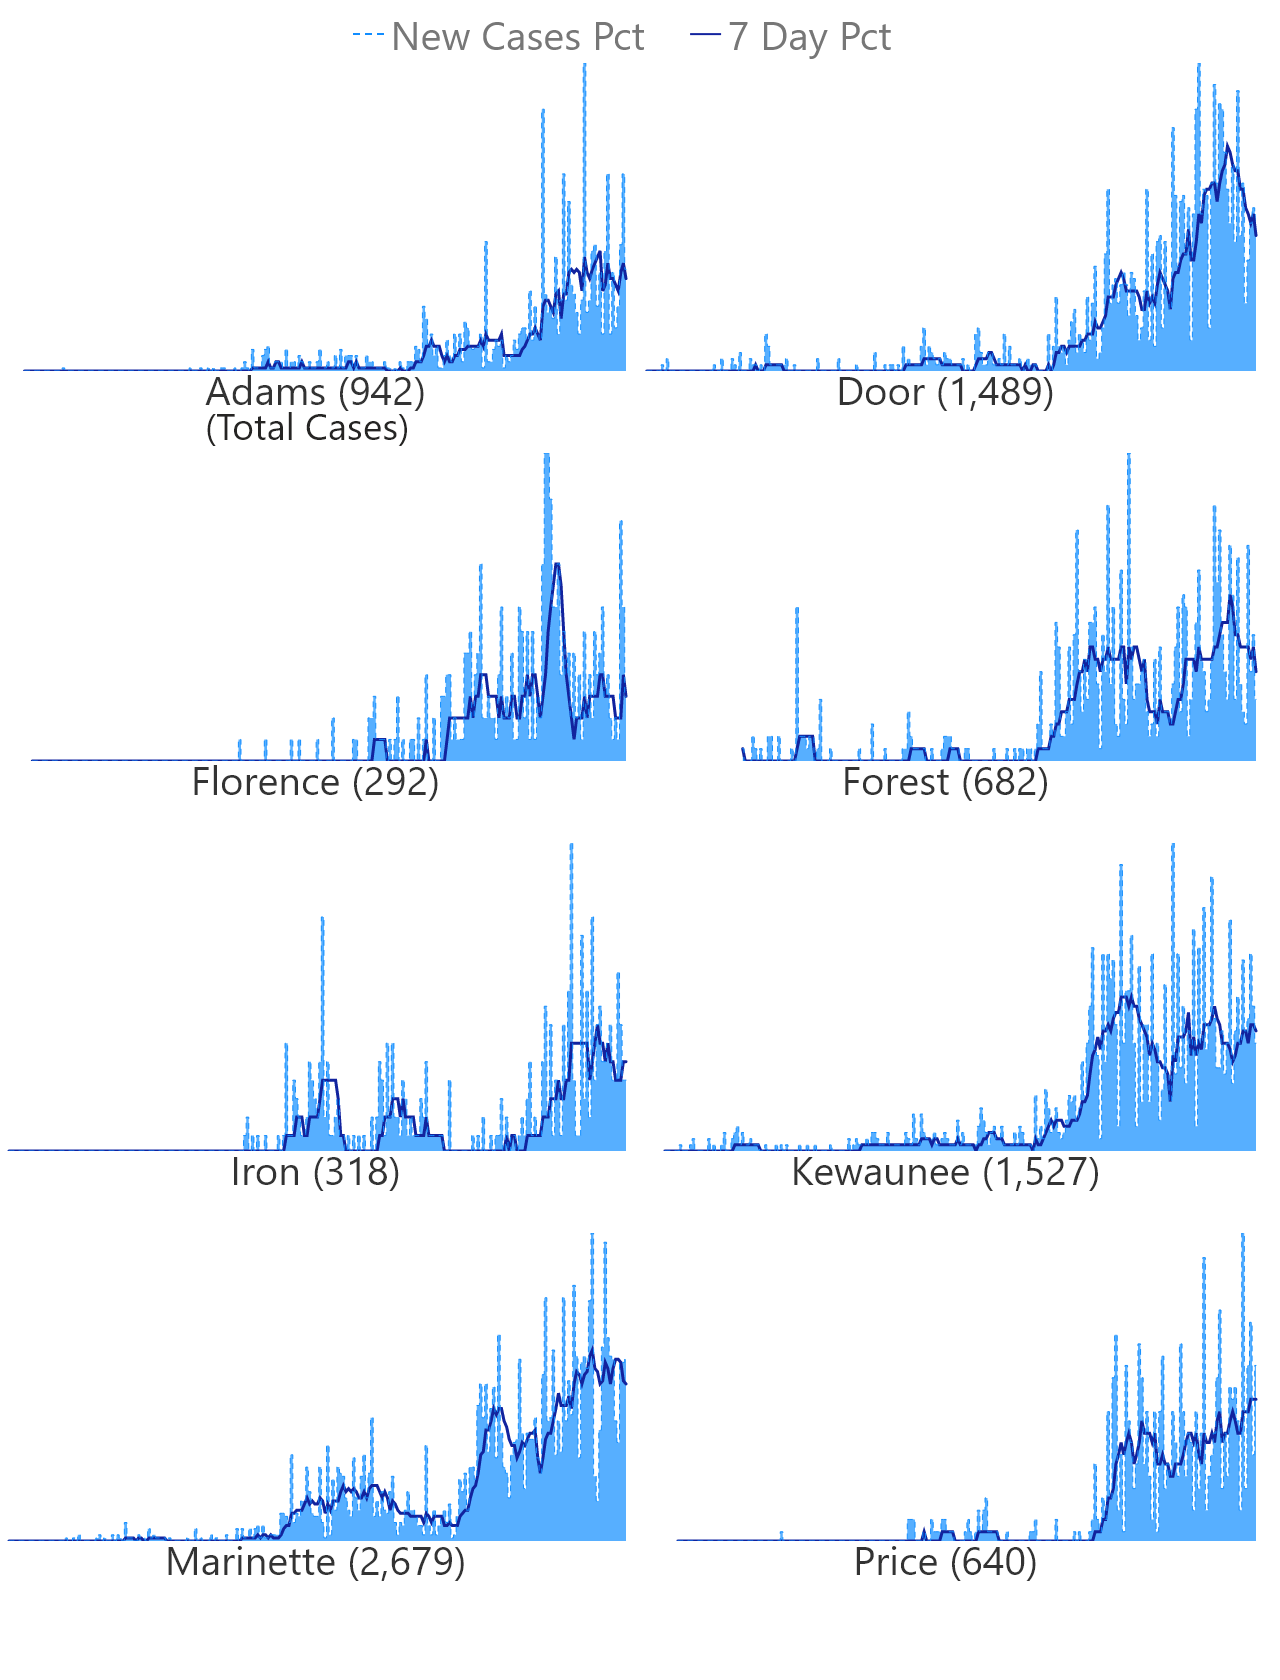 New Cases Pct 7 Day Pct
Adams (942)
(Total Cases)
Door (1,489)
Florence (292)
Forest (682)
Iron (318)
Kewaunee (1,527)
Marinette (2,679)
Price (640)